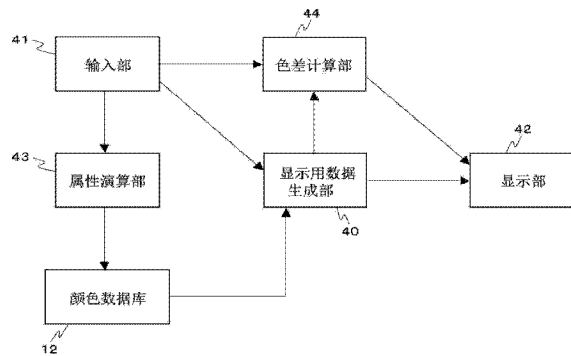 41
输入部
44
色差计算部
43
属性演算部
显示用数据
生成部
40
42
显示部
颜色数据库
12